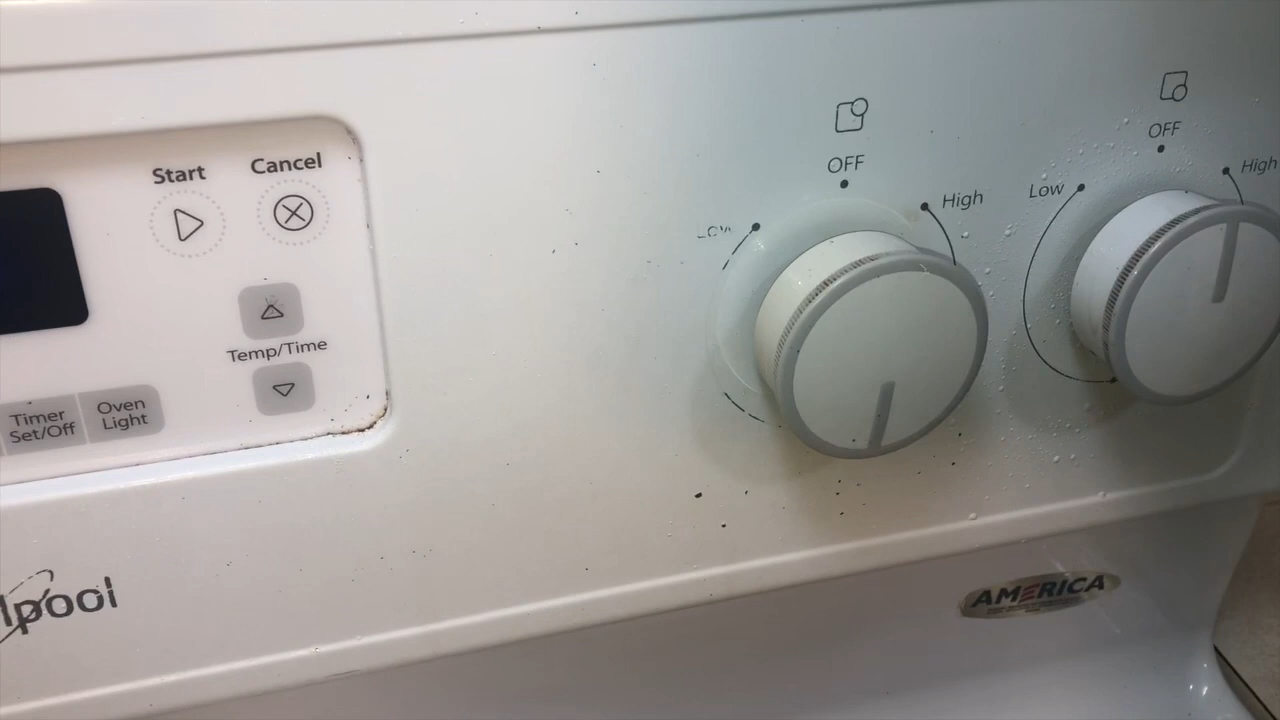 Start
Cancel
Temp/Time
Timer
Set/Off
Oven
Light
lpool
OFF
High
OFF
Low
High
AMERICA